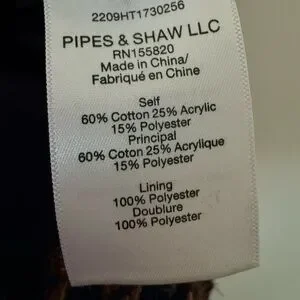 2209HT1730256
PIPES & SHAW LLC
RN155820
Made in China/
Fabriqué en Chine
Self
60% Cotton 25% Acrylic
15% Polyester
Principal
60% Cotton 25% Acrylique
15% Polyester
Lining
100% Polyester
Doublure
100% Polyester